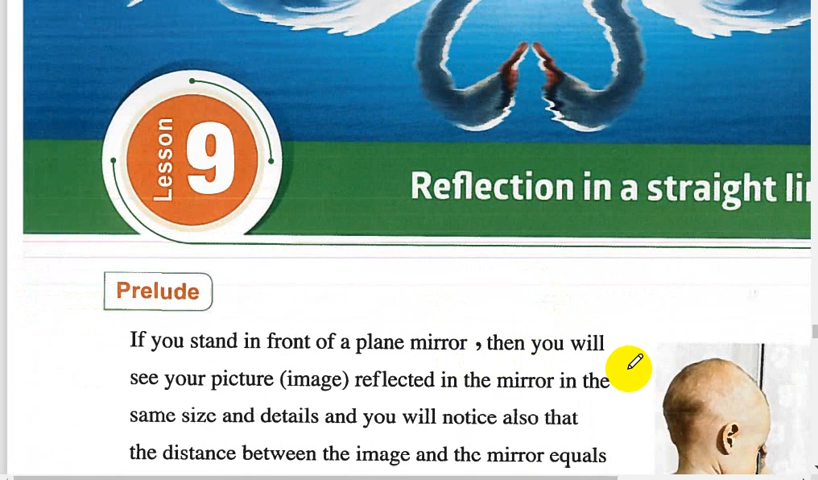 Lesson
9
Reflection in a straight
Prelude
If you stand in front of a plane mirror , then you will
see your picture (image) reflected in the mirror in the
same size and details and you will notice also that
the distance between the image and the mirror equals